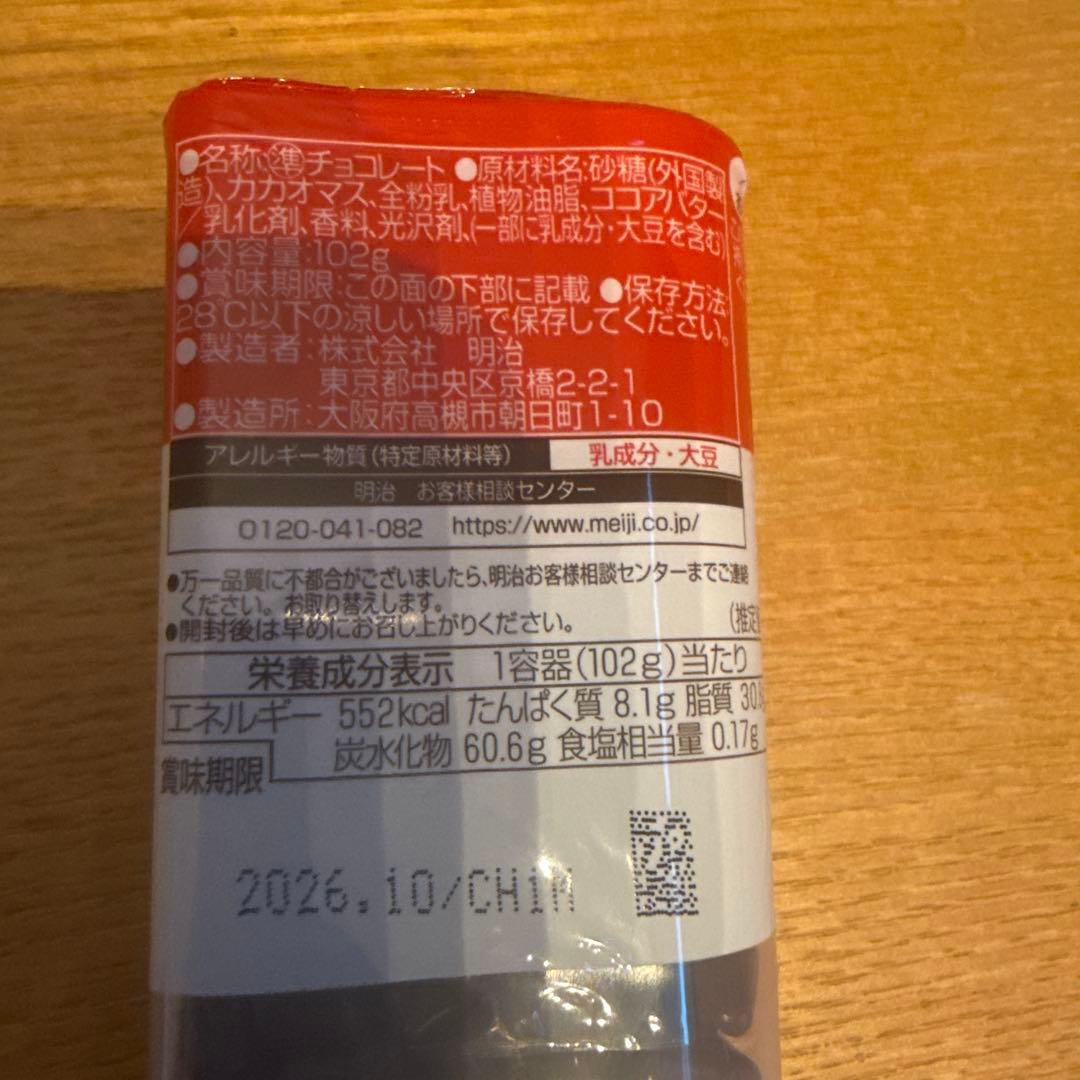 ●名称:準チョコレート ●原材料名:砂糖(外国製
造)、カカオマス、全粉乳、植物油脂、ココアバター
/乳化剤、香料、光沢剤、(一部に乳成分・大豆を含む)
●内容量:102g
●賞味期限:この面の下部に記載 ●保存方法:
28℃以下の涼しい場所で保存してください。
●製造者:株式会社 明治
東京都中央区京橋2-2-1
●製造所:大阪府高槻市朝日町1-10
アレルギー物質(特定原材料等) 乳成分・大豆
明治 お客様相談センター
0120-041-082 https://www.meiji.co.jp/
●万一品質に不都合がございましたら、明治お客様相談センターまでご連絡
ください。お取り替えします。
●開封後は早めにお召し上がりください。 (推定
栄養成分表示 1容器(102g)当たり
エネルギー 552kcal たんぱく質 8.1g 脂質 30.
炭水化物 60.6g 食塩相当量 0.17g
賞味期限
2026.10/CH1M